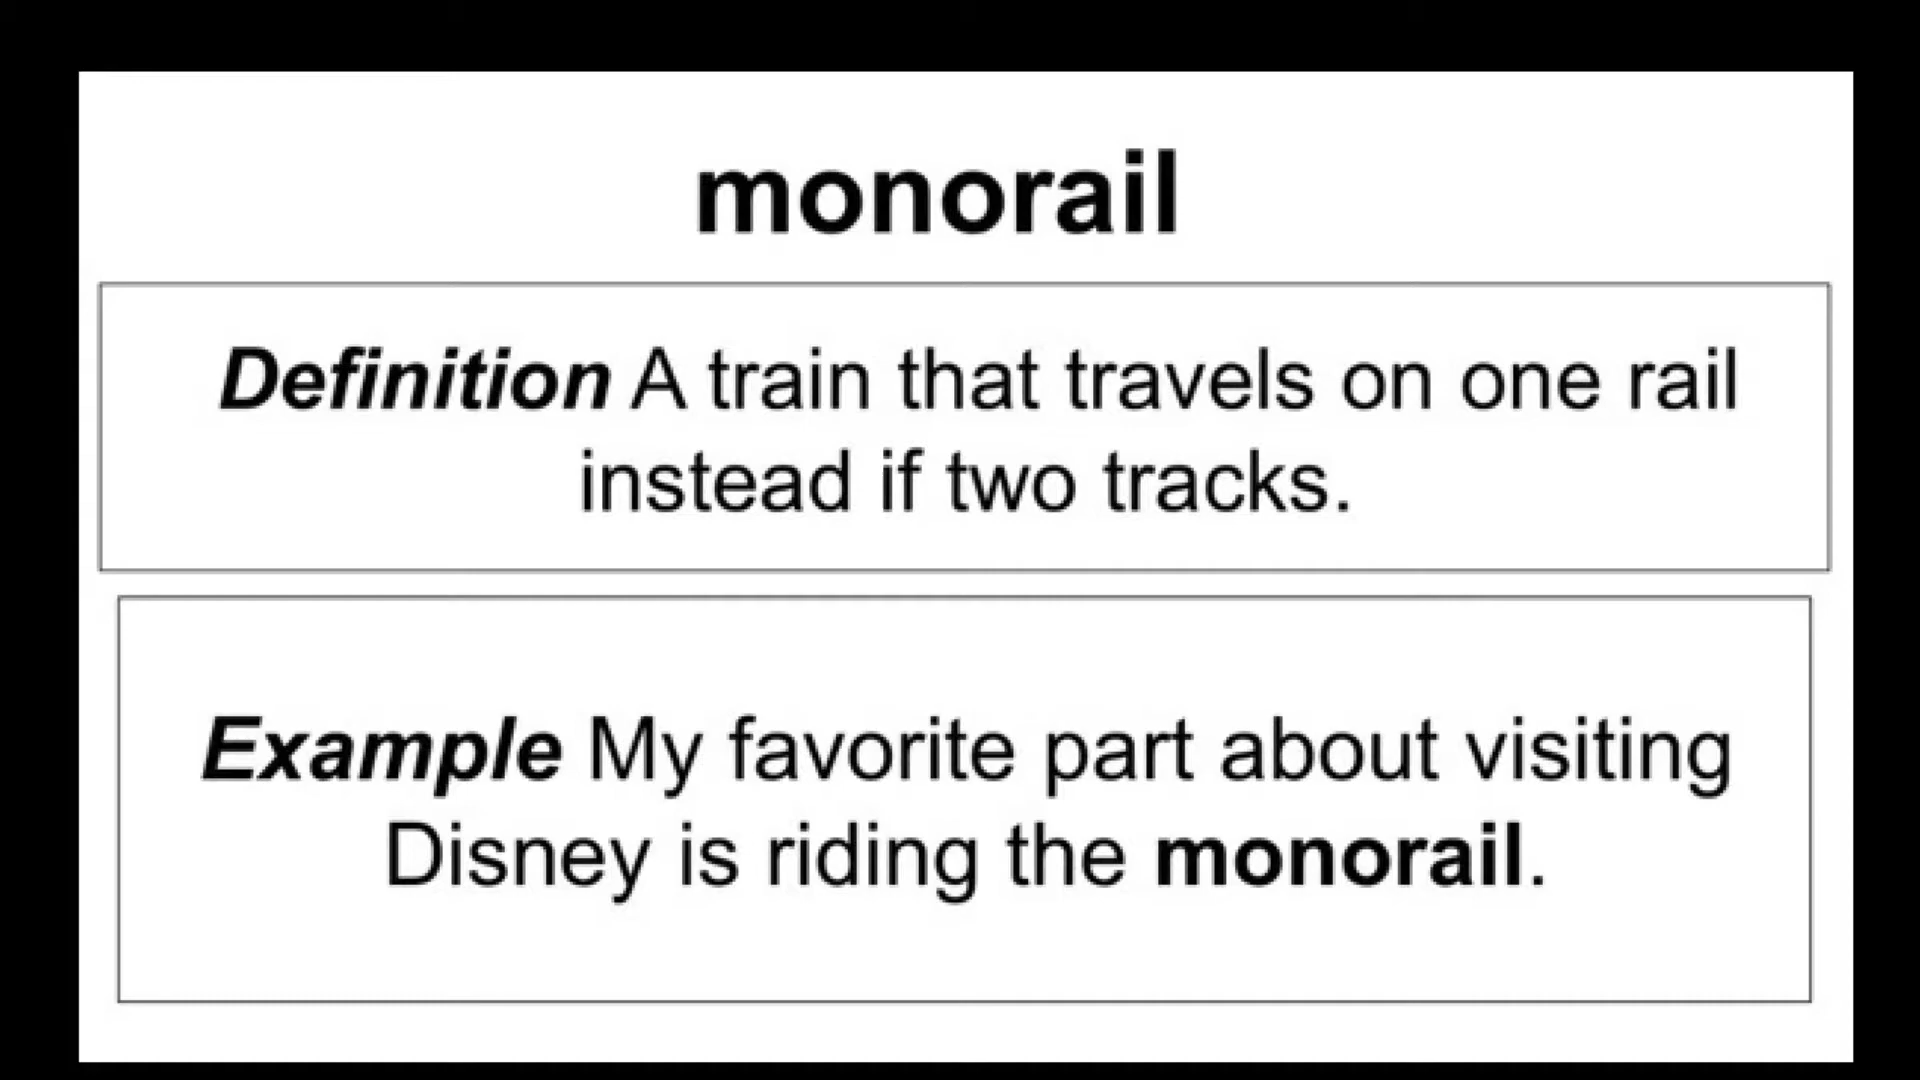 monorail
Definition A train that travels on one rail
instead if two tracks.
Example My favorite part about visiting
Disney is riding the monorail.